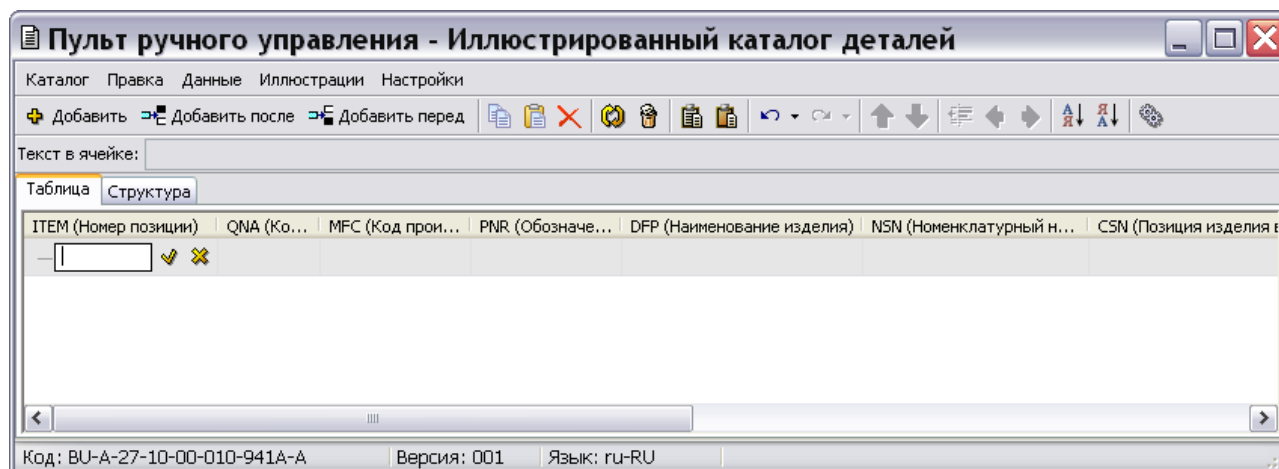 Пульт ручного управления - Иллюстрированный каталог деталей
Каталог Правка Данные Иллюстрации Настройки
Добавить Добавить после Добавить перед
Текст в ячейке:
Таблица Структура
ITEM (Номер позиции) QNA (Ко... MFC (Код прои... PNR (Обозначе... DFP (Наименование изделия) NSN (Номенклатурный н... CSN (Позиция изделия в
Код: BU-A-27-10-00-010-941A-A Версия: 001 Язык: ru-RU